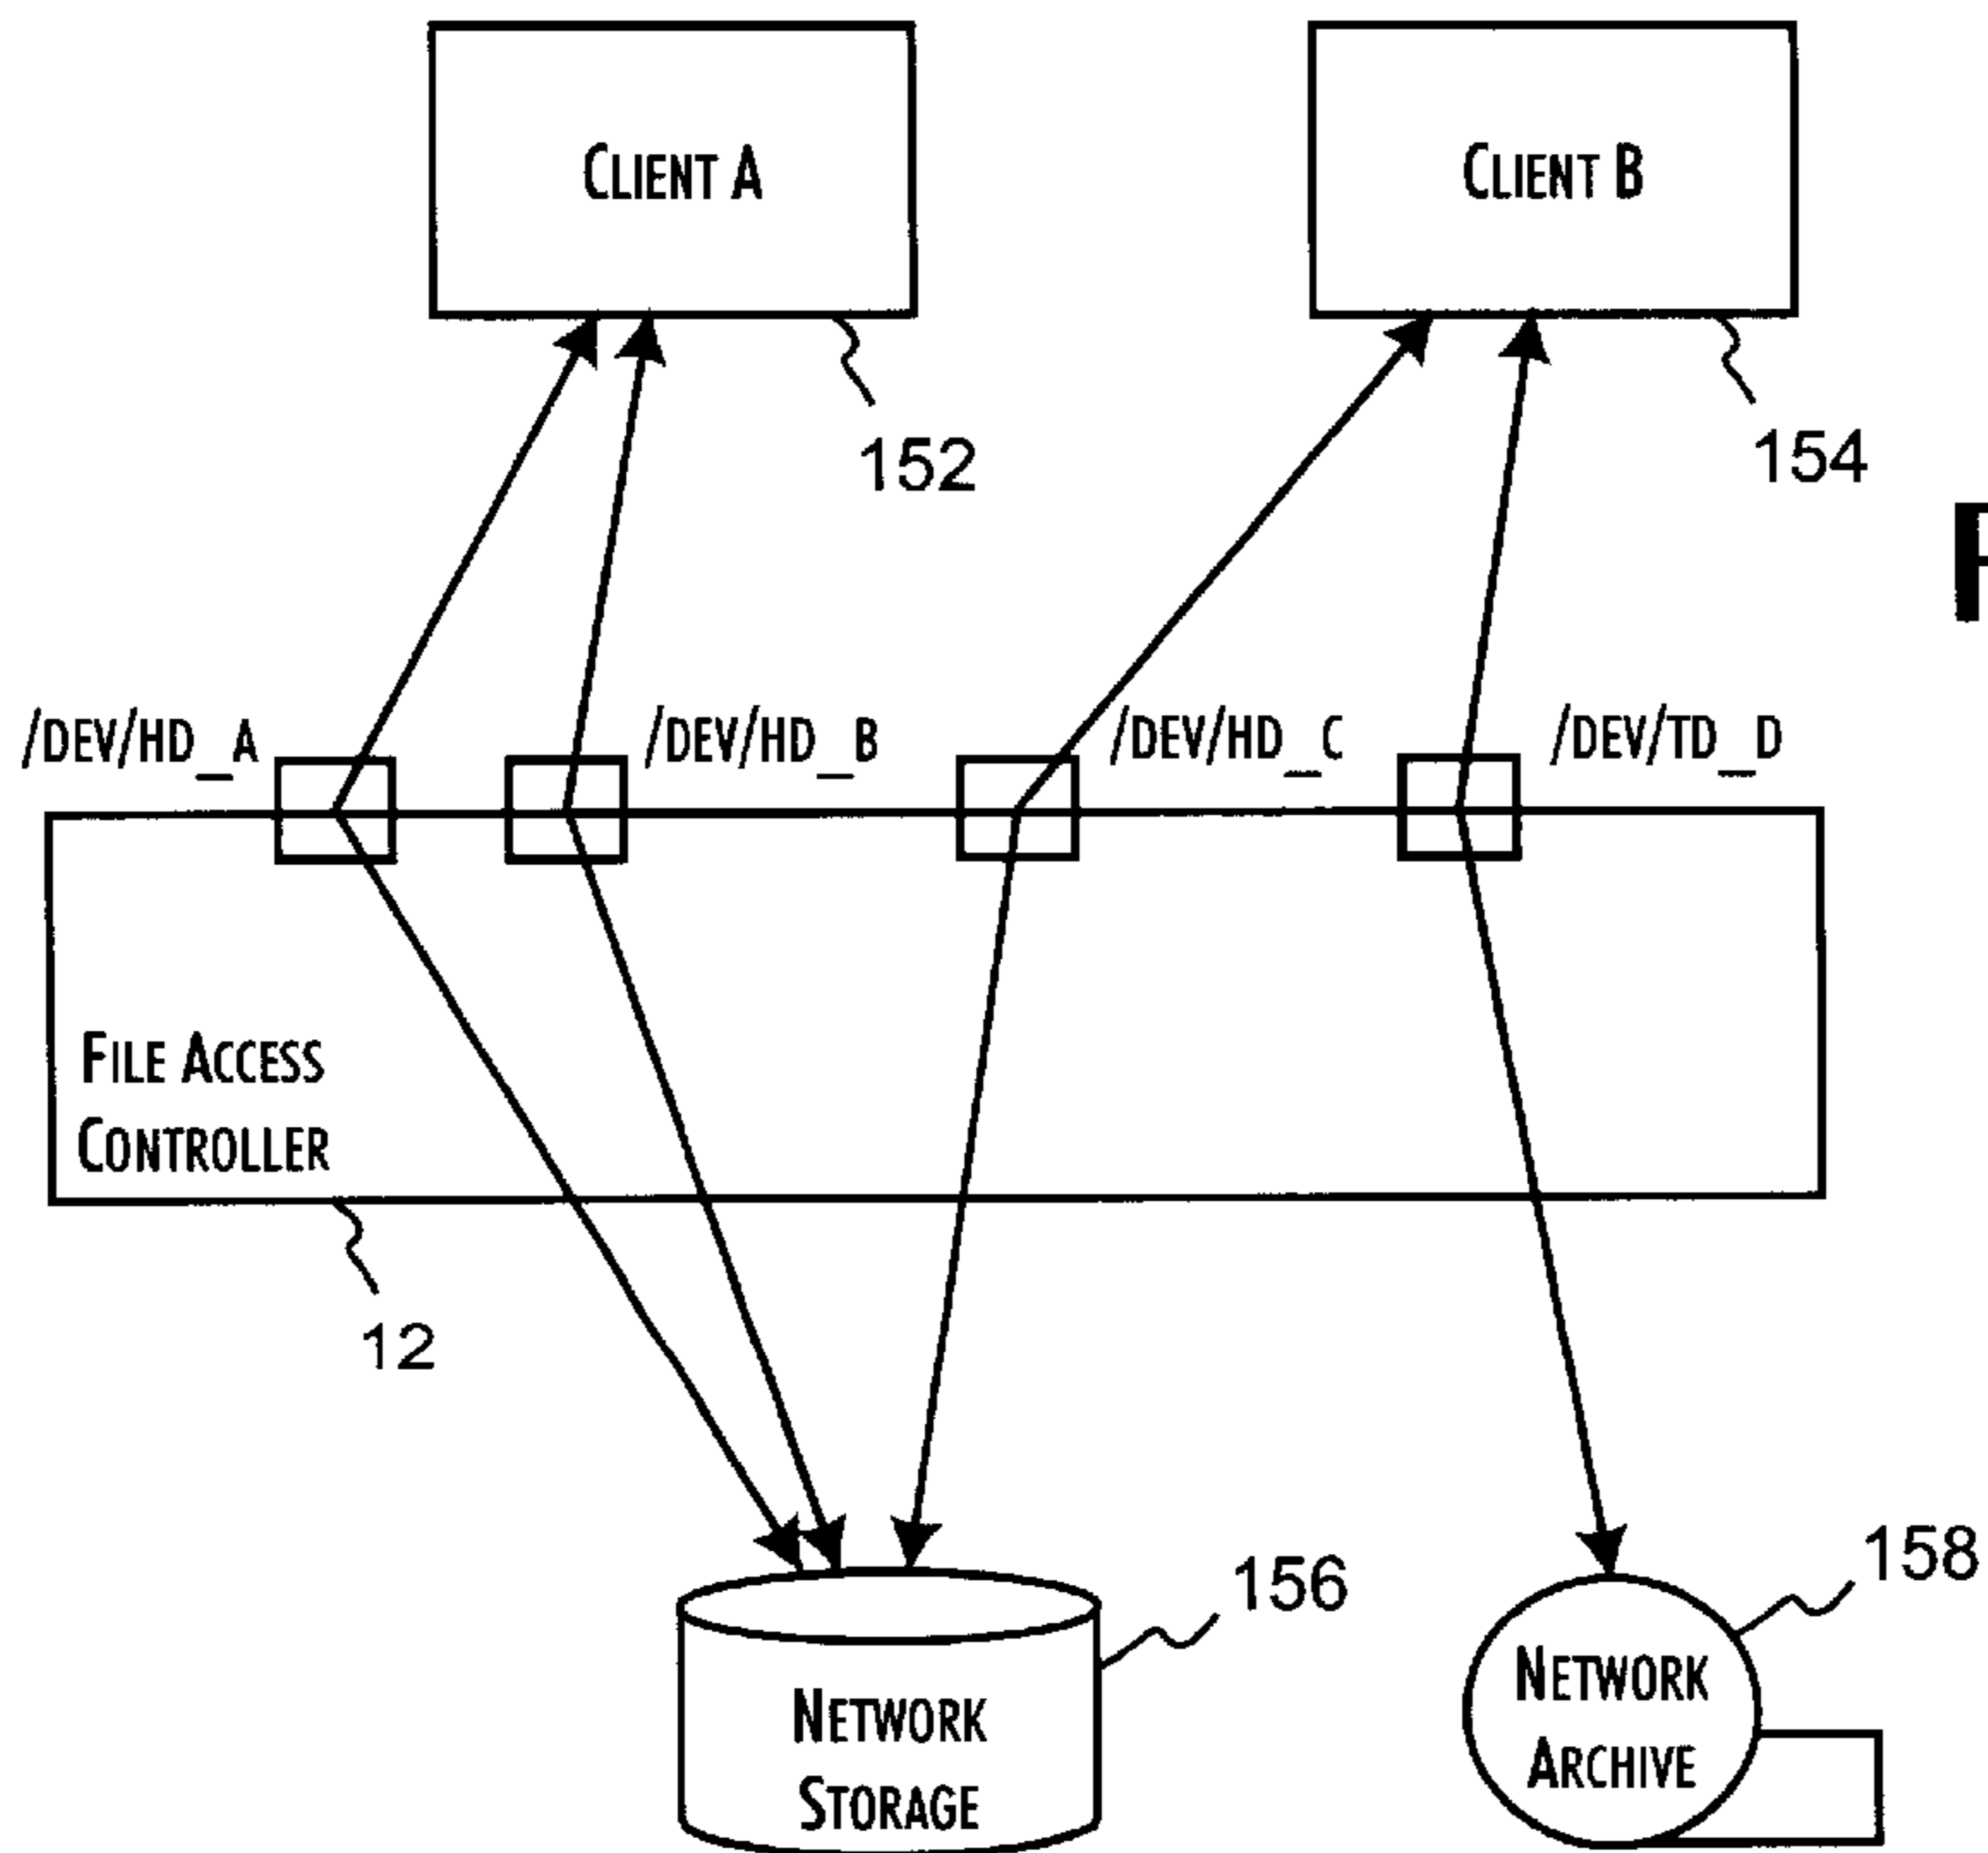 CLIENT A
CLIENT B
152
154
/DEV/HD_A
/DEV/HD_B
/DEV/HD_C
/DEV/TD_D
FILE ACCESS
CONTROLLER
12
156
158
NETWORK
STORAGE
NETWORK
ARCHIVE